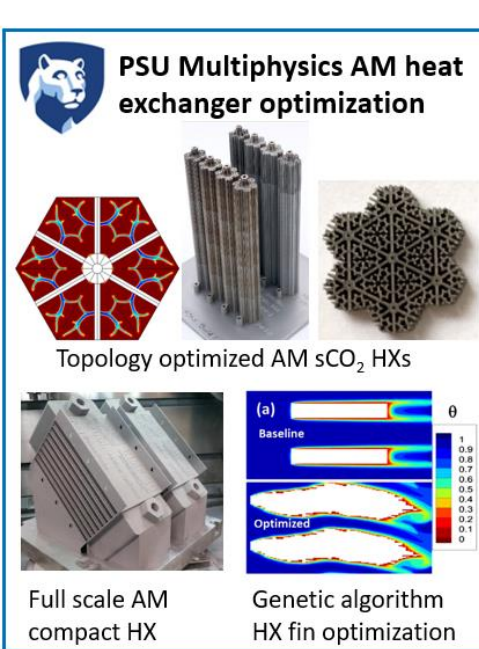 PSU Multiphysics AM heat
exchanger optimization
Topology optimized AM sCO₂ HXs
(a)
Baseline
θ
1
0.9
0.8
0.7
0.6
0.5
0.4
0.3
0.2
0.1
0
Optimized
Full scale AM
compact HX
Genetic algorithm
HX fin optimization